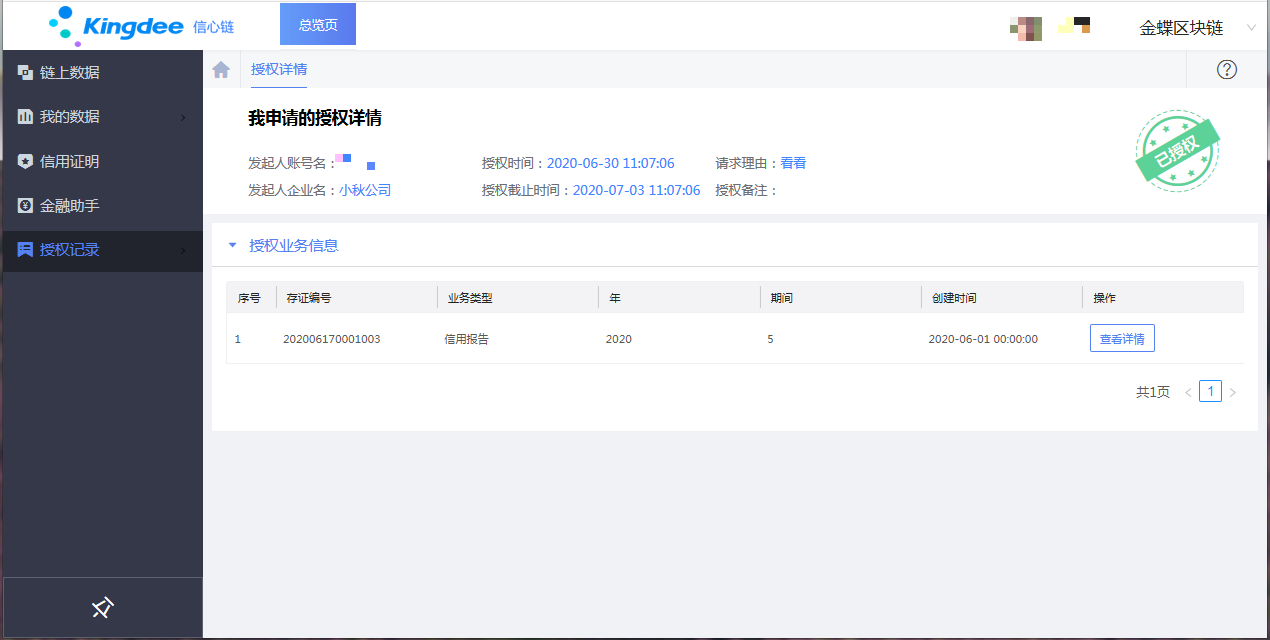 Kingdee 信心链 总览页 金蝶区块链
链上数据
我的数据
信用证明
金融助手
授权记录
授权详情
我申请的授权详情
发起人账号名： 授权时间：2020-06-30 11:07:06 请求理由：看看
发起人企业名：小秋公司 授权截止时间：2020-07-03 11:07:06 授权备注：
已授权
授权业务信息
序号 存证编号 业务类型 年 期间 创建时间 操作
1 202006170001003 信用报告 2020 5 2020-06-01 00:00:00 查看详情
共1页 < 1 >